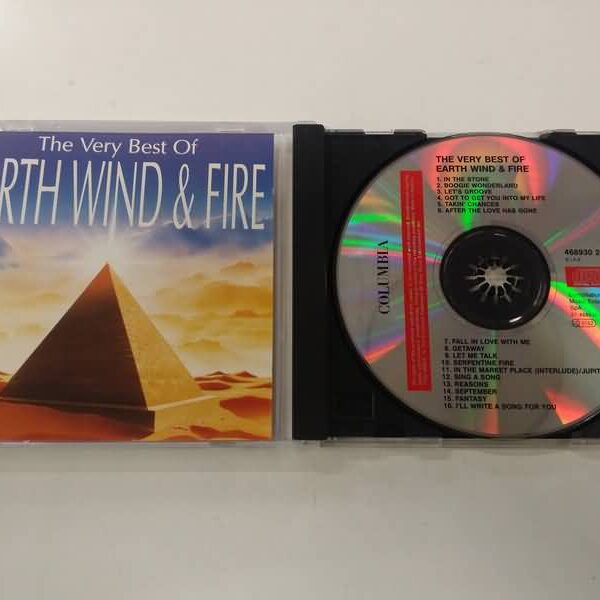 The Very Best Of
ARTH WIND & FIRE
THE VERY BEST OF
EARTH WIND & FIRE
1. IN THE STONE
2. BOOGIE WONDERLAND
3. LET'S GROOVE
4. GOT TO GET YOU INTO MY LIFE
5. TAKIN' CHANCES
6. AFTER THE LOVE HAS GONE
468930 2
COLUMBIA
7. FALL IN LOVE WITH ME
8. GETAWAY
9. LET ME TALK
10. SERPENTINE FIRE
11. IN THE MARKET PLACE (INTERLUDE)/JUPIT
12. SING A SONG
13. REASONS
14. SEPTEMBER
15. FANTASY
16. I'LL WRITE A SONG FOR YOU